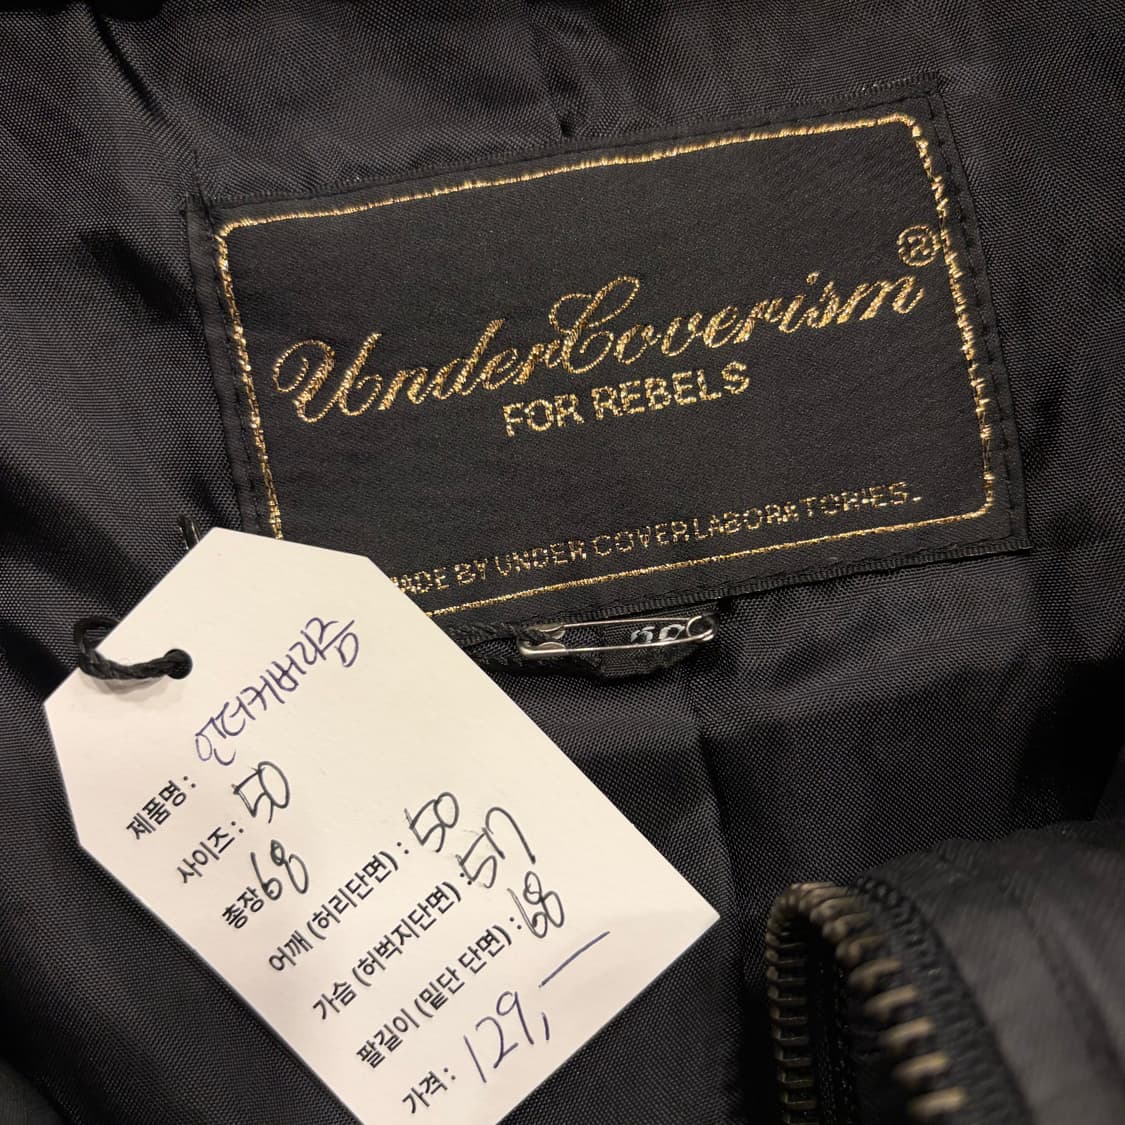 UnderCoverism®
FOR REBELS
MADE BY UNDER COVER LABORATORIES.
제품명: 언더커버리즘
사이즈: 50
총장 68
어깨 (허리단면) : 50
가슴 (허벅지단면) : 57
팔길이 (밑단 단면) : 68
가격: 129,—